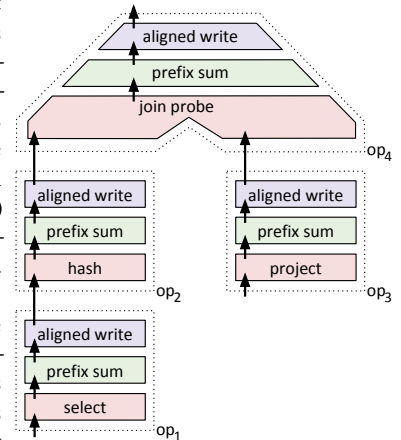 aligned write
prefix sum
join probe
op4
aligned write
prefix sum
hash
op2
aligned write
prefix sum
project
op3
aligned write
prefix sum
select
op1